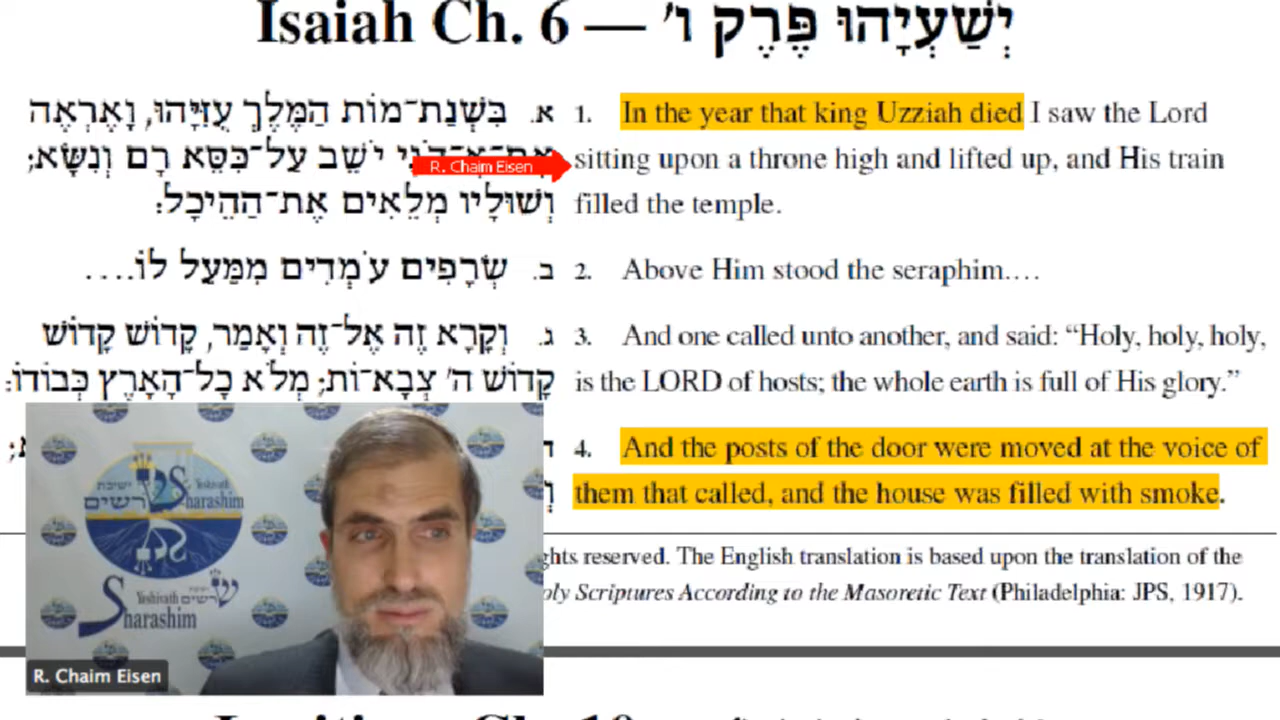 Isaiah Ch. 6 — יְשַׁעְיָהוּ פֶּרֶק ו׳
א. בִּשְׁנַת־מוֹת הַמֶּלֶךְ עֻזִּיָּהוּ, וָאֶרְאֶה
יֹשֵׁב עַל־כִּסֵּא רָם וְנִשָּׂא;
וְשׁוּלָיו מְלֵאִים אֶת־הַהֵיכָל:
1. In the year that king Uzziah died I saw the Lord
sitting upon a throne high and lifted up, and His train
filled the temple.
R. Chaim Eisen
ב. שְׂרָפִים עֹמְדִים מִמַּעַל לוֹ....
2. Above Him stood the seraphim....
ג. וְקָרָא זֶה אֶל־זֶה וְאָמַר, קָדוֹשׁ קָדוֹשׁ
קָדוֹשׁ ה׳ צְבָא־וֹת; מְלֹא כָל־הָאָרֶץ כְּבוֹדוֹ:
3. And one called unto another, and said: “Holy, holy, holy,
is the LORD of hosts; the whole earth is full of His glory.”
4. And the posts of the door were moved at the voice of
them that called, and the house was filled with smoke.
reserved. The English translation is based upon the translation of the
Scriptures According to the Masoretic Text (Philadelphia: JPS, 1917).
ישיבת
שרשים
Yeshivath
Sharashim
Yeshivath
ישיבת
שרשים
Sharashim
R. Chaim Eisen